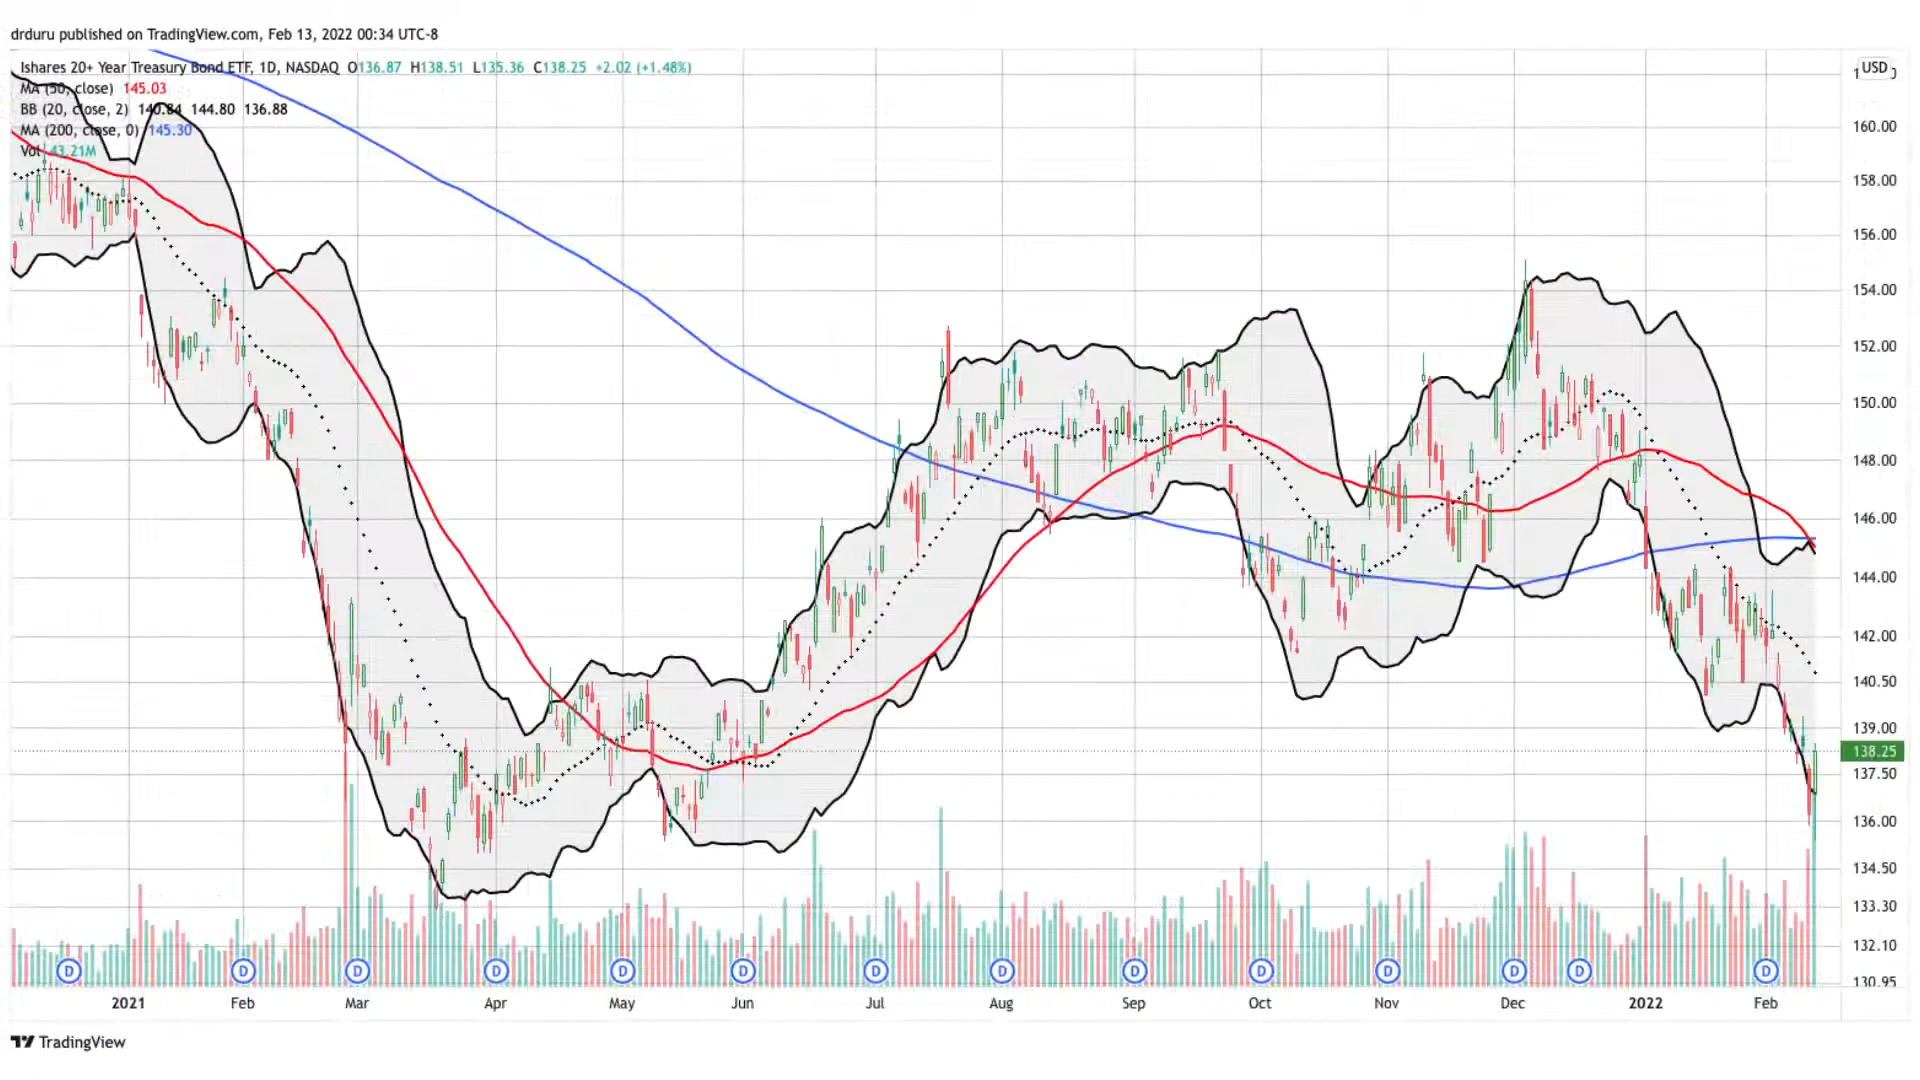 drduru published on TradingView.com, Feb 13, 2022 00:34 UTC-8
Ishares 20+ Year Treasury Bond ETF, 1D, NASDAQ O136.87 H138.51 L135.36 C138.25 +2.02 (+1.48%)
MA (50, close) 145.03
BB (20, close, 2) 140.84 144.80 136.88
MA (200, close, 0) 145.30
Vol 43.21M
USD
160.00
158.00
156.00
154.00
152.00
150.00
148.00
146.00
144.00
142.00
140.50
139.00
138.25
137.50
136.00
134.50
133.30
132.10
130.95
D D D D D D D D D D D D D D
2021 Feb Mar Apr May Jun Jul Aug Sep Oct Nov Dec 2022 Feb
TradingView